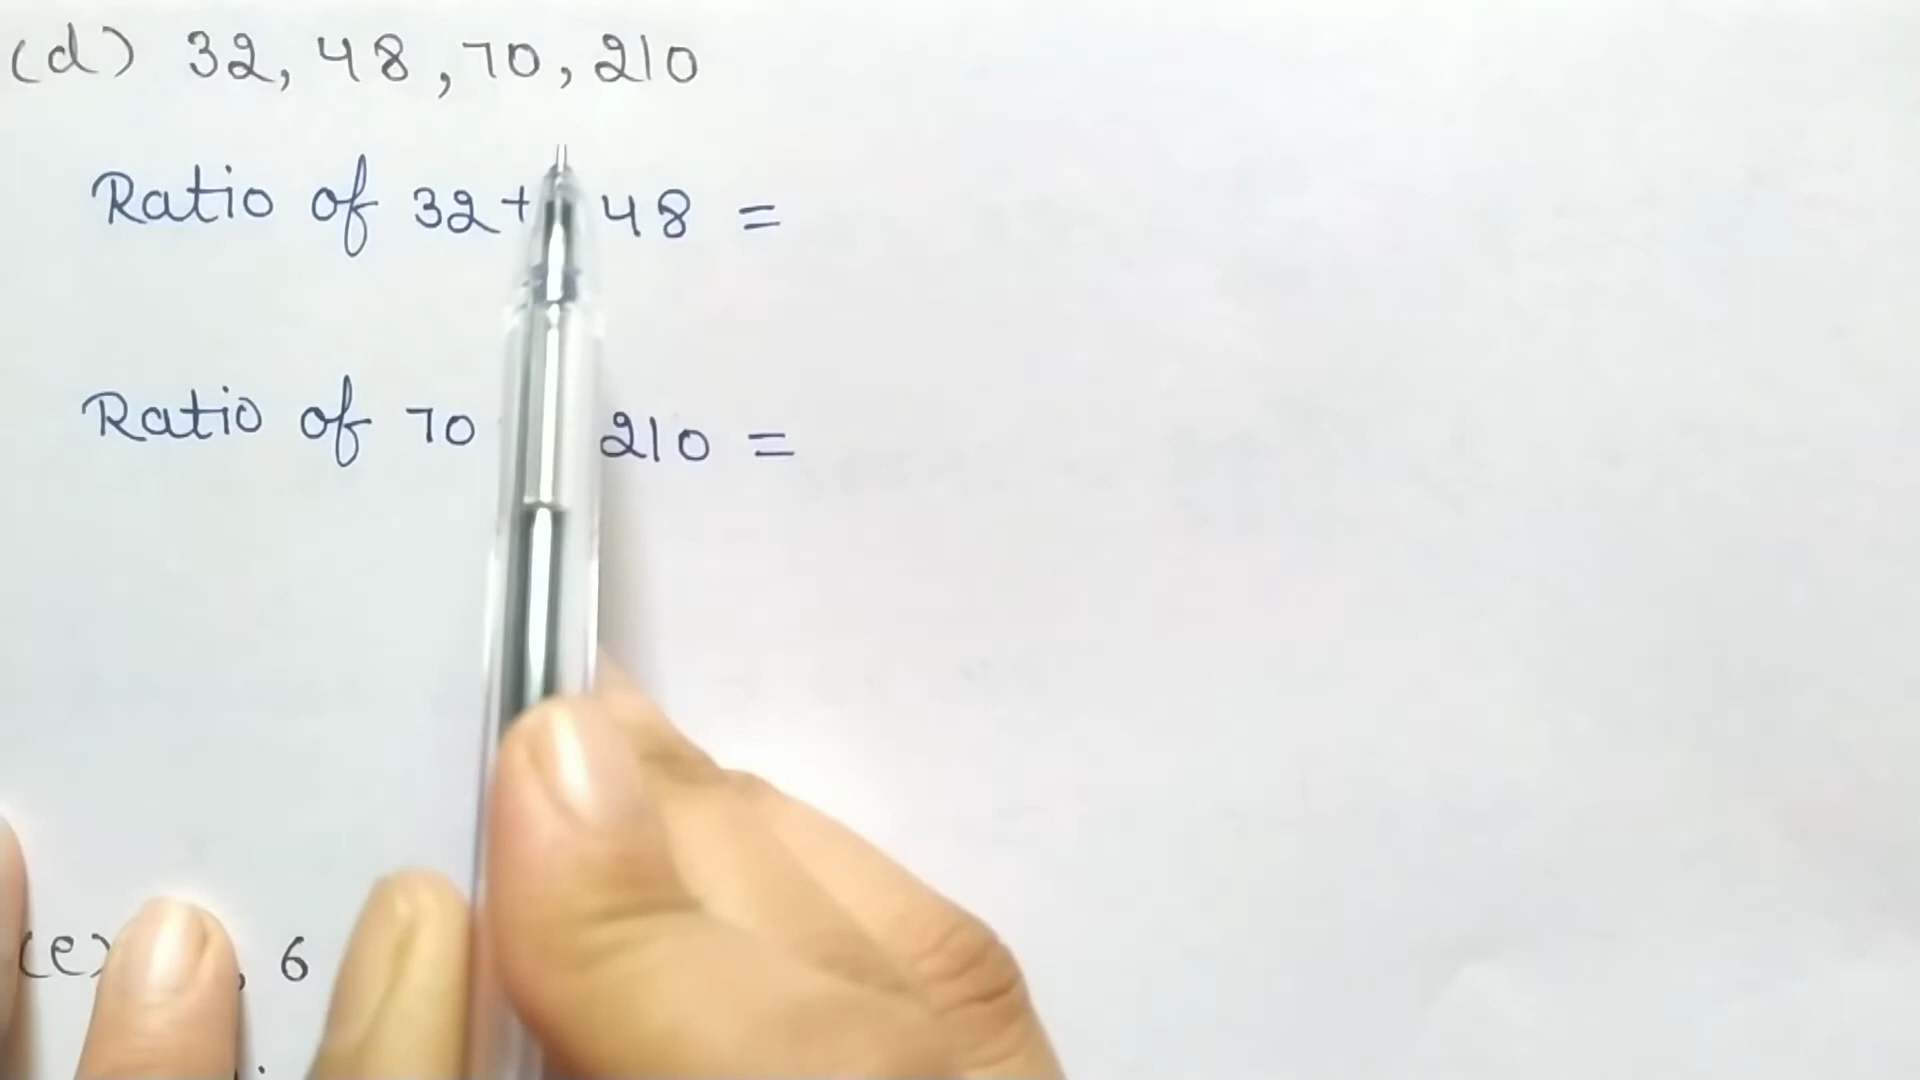 (d) 32, 48, 70, 210
Ratio of 32 + 48 =
Ratio of 70 210 =
(e) , 6